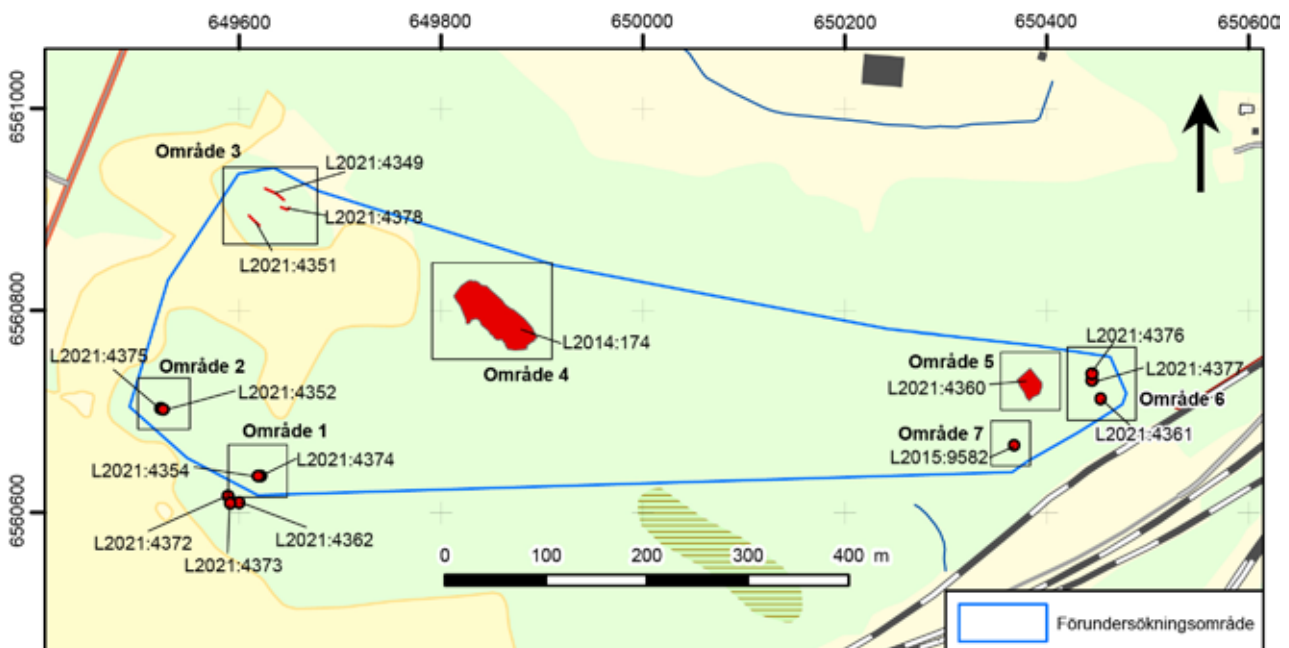 649600 649800 650000 650200 650400 650600
6561000
6560800
6560600
Område 3
L2021:4349
L2021:4378
L2021:4351
L2014:174
Område 4
L2021:4375
Område 2
L2021:4352
Område 1
L2021:4354
L2021:4374
L2021:4372
L2021:4373
L2021:4362
Område 5
L2021:4360
L2021:4376
L2021:4377
Område 6
L2021:4361
Område 7
L2015:9582
0 100 200 300 400 m
Förundersökningsområde